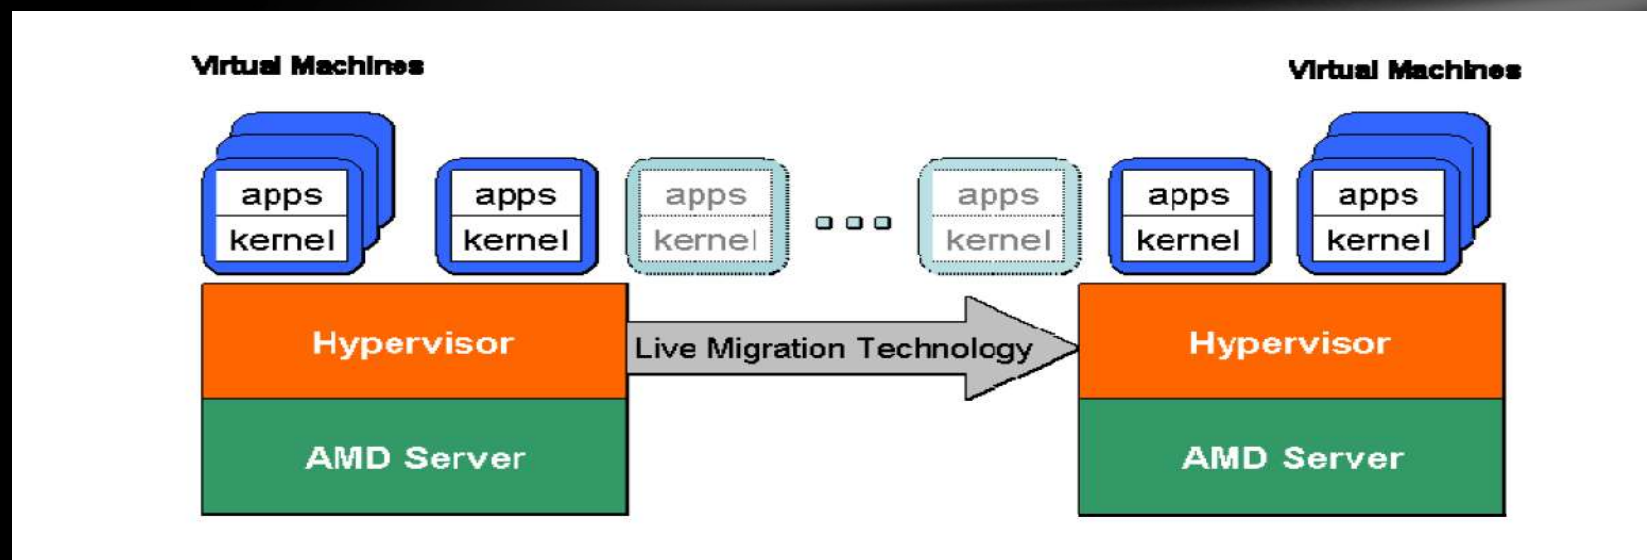 Virtual Machines
Virtual Machines
apps
kernel
apps
kernel
apps
kernel
apps
kernel
apps
kernel
apps
kernel
Hypervisor
Live Migration Technology
Hypervisor
AMD Server
AMD Server